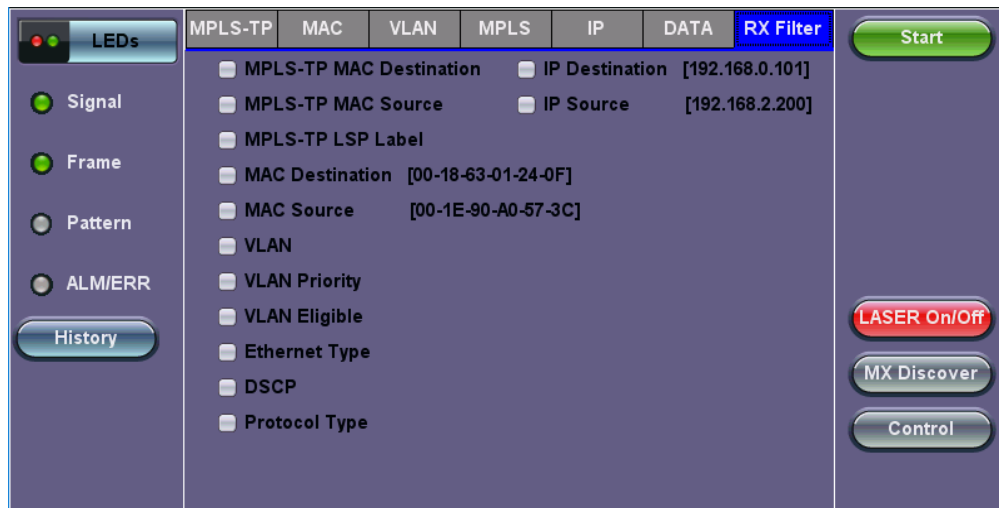 LEDs
Signal
Frame
Pattern
ALM/ERR
History
MPLS-TP MAC VLAN MPLS IP DATA RX Filter
MPLS-TP MAC Destination IP Destination [192.168.0.101]
MPLS-TP MAC Source IP Source [192.168.2.200]
MPLS-TP LSP Label
MAC Destination [00-18-63-01-24-0F]
MAC Source [00-1E-90-A0-57-3C]
VLAN
VLAN Priority
VLAN Eligible
Ethernet Type
DSCP
Protocol Type
Start
LASER On/Off
MX Discover
Control